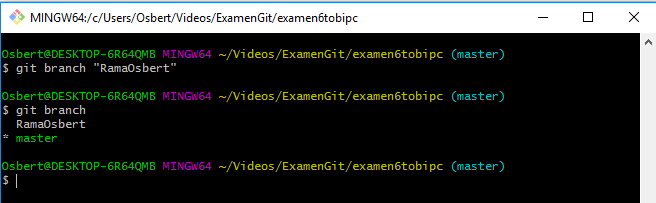 MINGW64:/c/Users/Osbert/Videos/ExamenGit/examen6tobipc
Osbert@DESKTOP-6R64QMB MINGW64 ~/Videos/ExamenGit/examen6tobipc (master)
$ git branch "RamaOsbert"
Osbert@DESKTOP-6R64QMB MINGW64 ~/Videos/ExamenGit/examen6tobipc (master)
$ git branch
  RamaOsbert
* master
Osbert@DESKTOP-6R64QMB MINGW64 ~/Videos/ExamenGit/examen6tobipc (master)
$